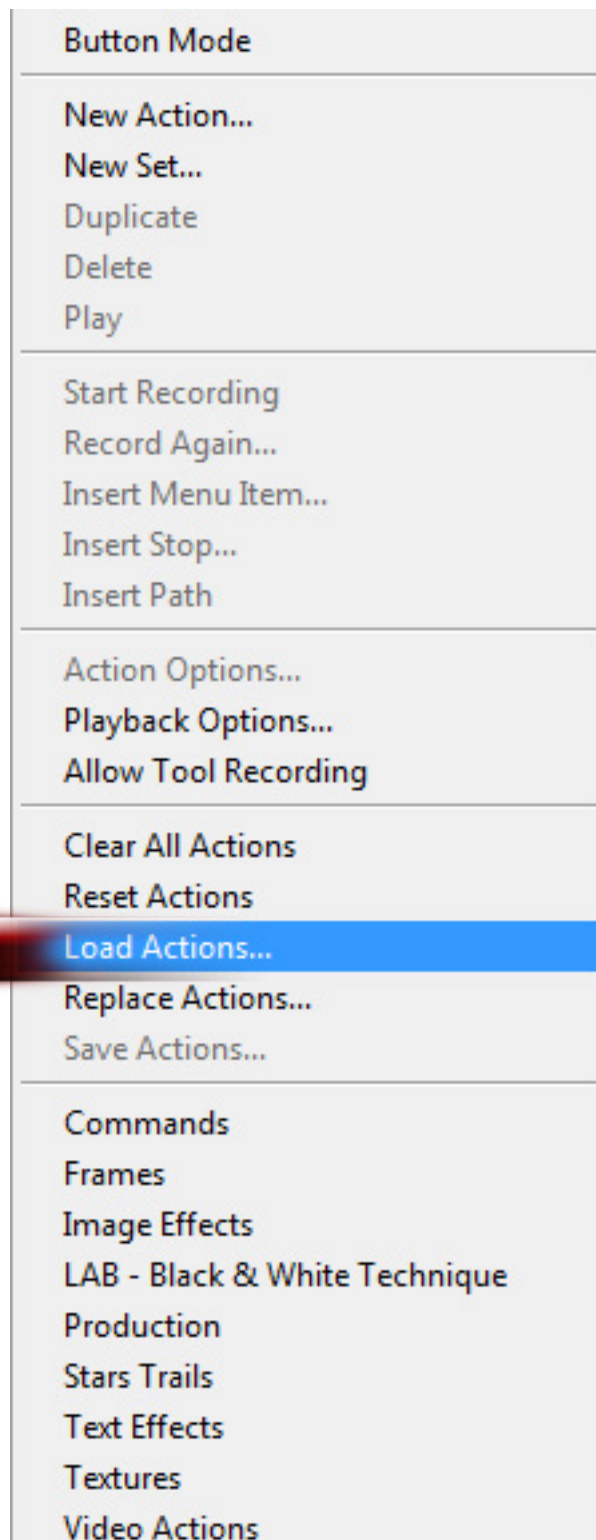 Button Mode
New Action...
New Set...
Duplicate
Delete
Play
Start Recording
Record Again...
Insert Menu Item...
Insert Stop...
Insert Path
Action Options...
Playback Options...
Allow Tool Recording
Clear All Actions
Reset Actions
Load Actions...
Replace Actions...
Save Actions...
Commands
Frames
Image Effects
LAB - Black & White Technique
Production
Stars Trails
Text Effects
Textures
Video Actions